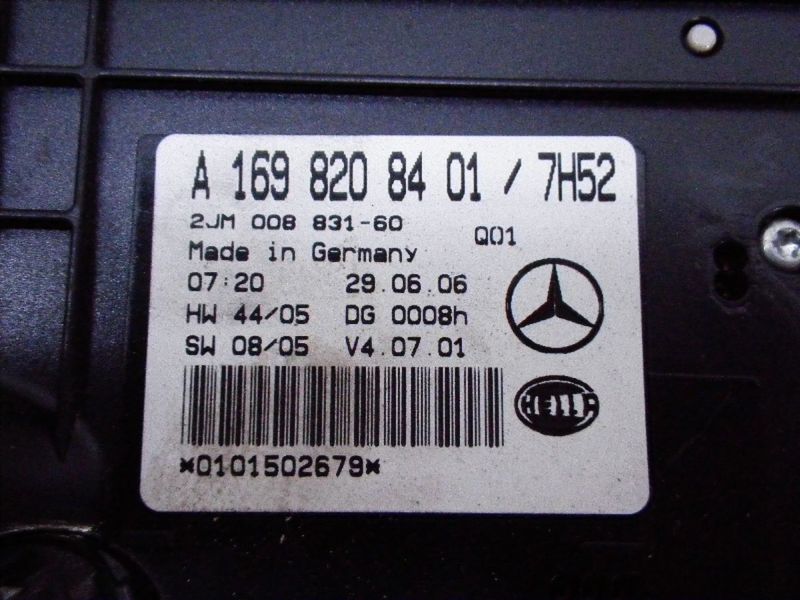 A 169 820 84 01 / 7H52
2JM 008 831-60
Q01
Made in Germany
07:20 29.06.06
HW 44/05 DG 0008h
SW 08/05 V4.07.01
HELLA
*0101502679*